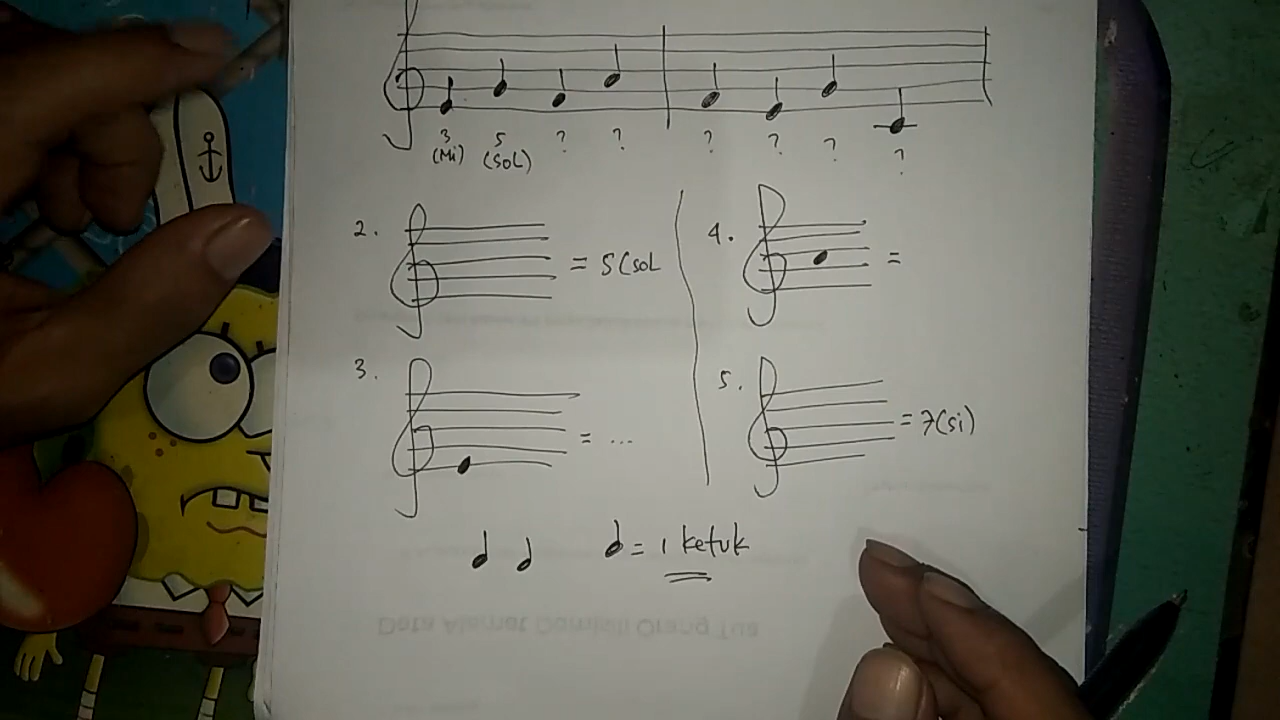 3 5 ? ? ? ? ? ?
(Mi) (SOL)
2. = 5(sol
4. =
3. = ...
5. = 7(si)
= 1 ketuk